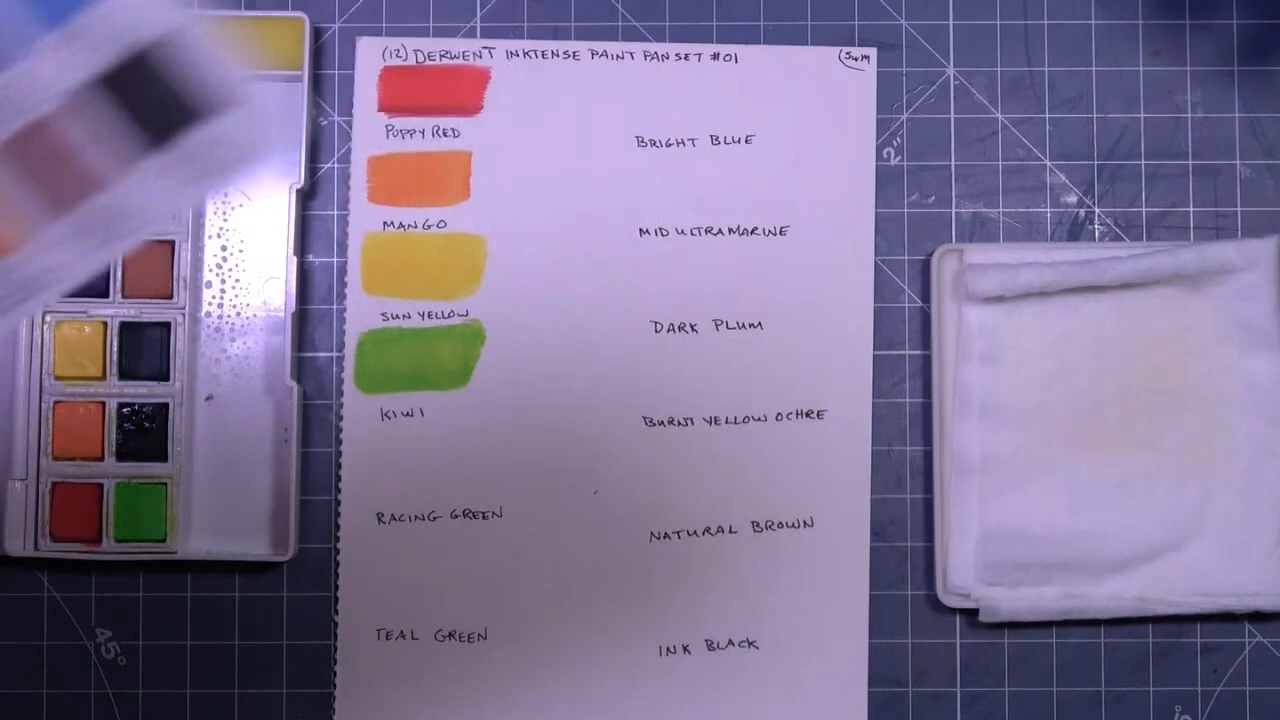 (12) DERWENT INKTENSE PAINT PAN SET #01
SWM
POPPY RED
MANGO
SUN YELLOW
KIWI
RACING GREEN
TEAL GREEN
BRIGHT BLUE
MID ULTRAMARINE
DARK PLUM
BURNT YELLOW OCHRE
NATURAL BROWN
INK BLACK
2"
45°